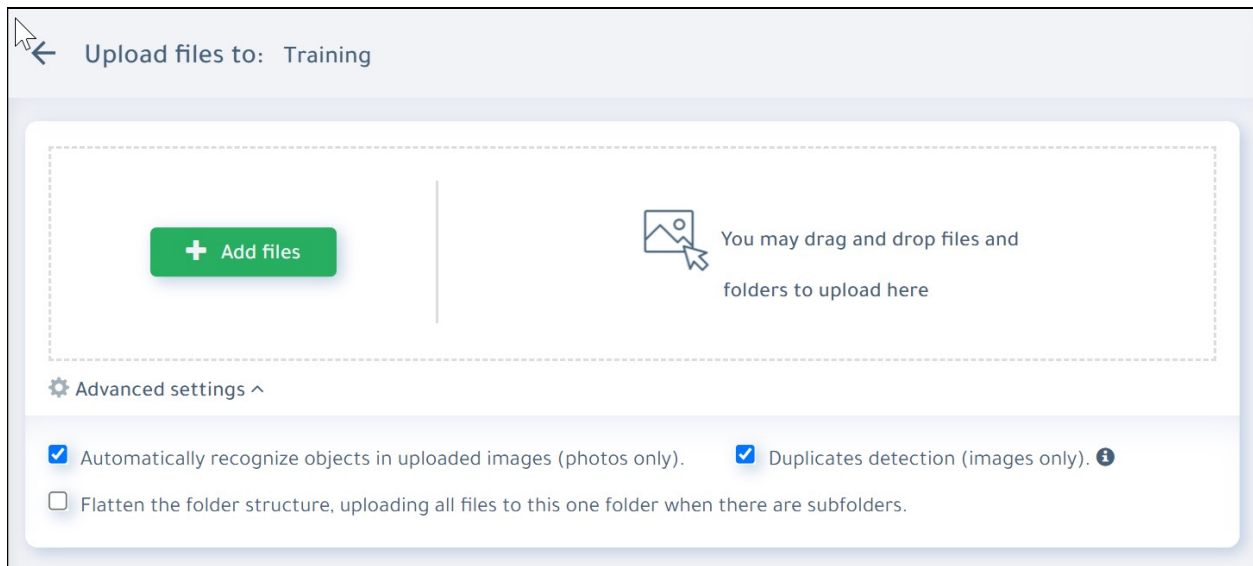 Upload files to: Training
Add files
You may drag and drop files and
folders to upload here
Advanced settings
Automatically recognize objects in uploaded images (photos only).
Duplicates detection (images only).
Flatten the folder structure, uploading all files to this one folder when there are subfolders.